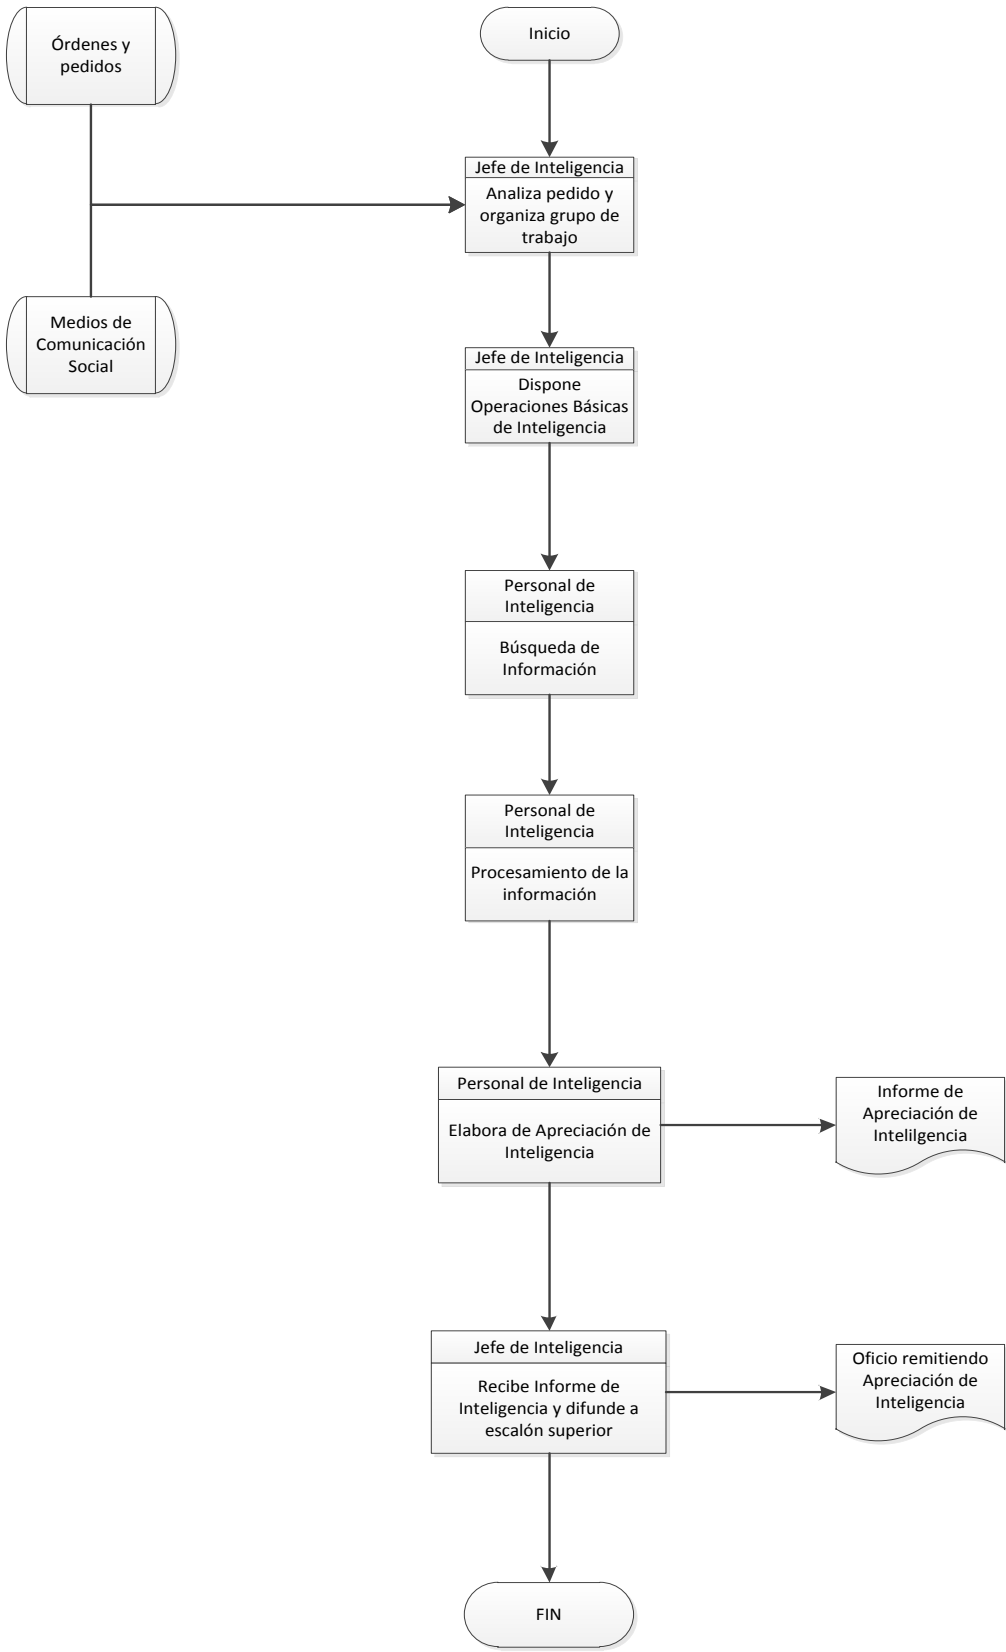 Órdenes y
pedidos
Inicio
Jefe de Inteligencia
Analiza pedido y
organiza grupo de
trabajo
Medios de
Comunicación
Social
Jefe de Inteligencia
Dispone
Operaciones Básicas
de Inteligencia
Personal de
Inteligencia
Búsqueda de
Información
Personal de
Inteligencia
Procesamiento de la
información
Personal de Inteligencia
Elabora de Apreciación de
Inteligencia
Informe de
Apreciación de
Intelilgencia
Jefe de Inteligencia
Recibe Informe de
Inteligencia y difunde a
escalón superior
Oficio remitiendo
Apreciación de
Inteligencia
FIN